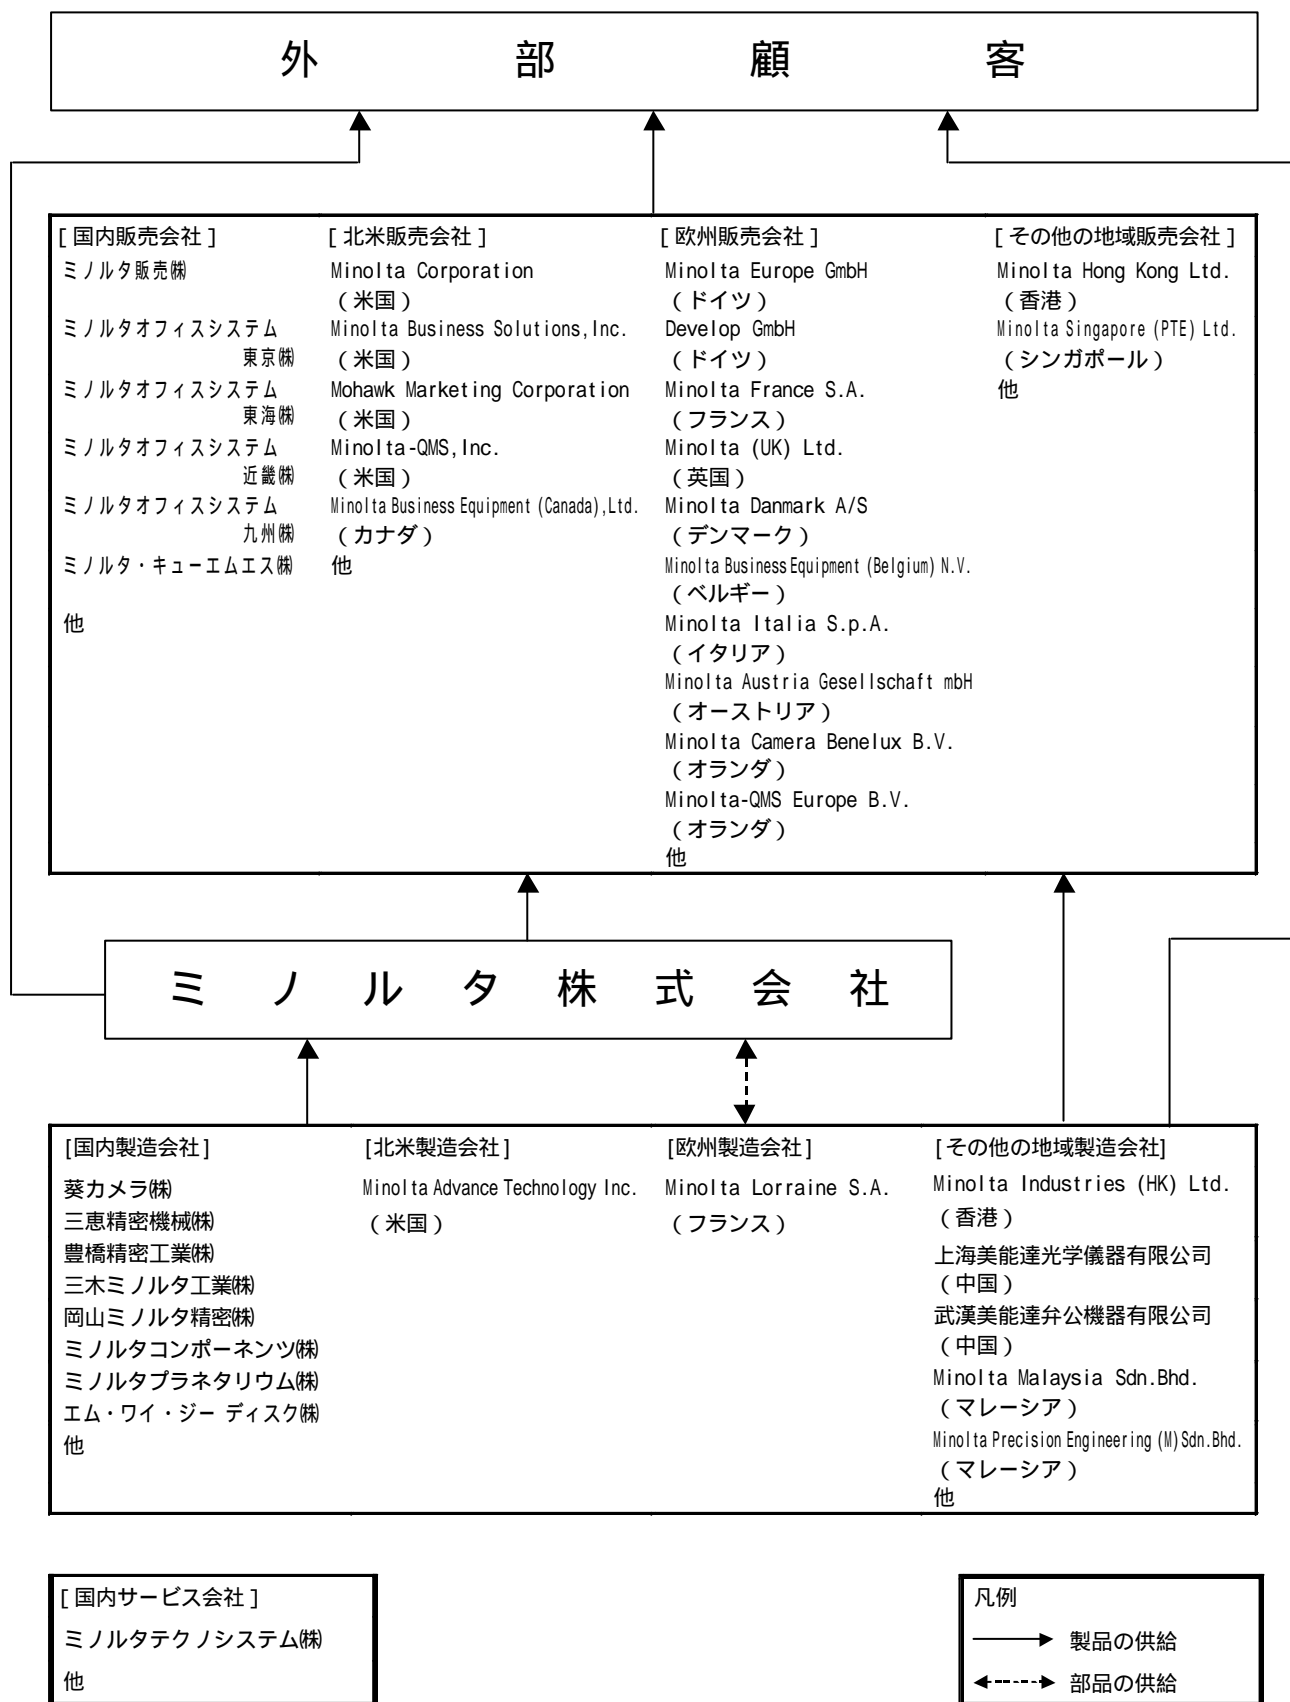 外部顧客
[国内販売会社]
ミノルタ販売㈱
ミノルタオフィスシステム
東京㈱
ミノルタオフィスシステム
東海㈱
ミノルタオフィスシステム
近畿㈱
ミノルタオフィスシステム
九州㈱
ミノルタ・キューエムエス㈱
他
[北米販売会社]
Minolta Corporation
(米国)
Minolta Business Solutions,Inc.
(米国)
Mohawk Marketing Corporation
(米国)
Minolta-QMS,Inc.
(米国)
Minolta Business Equipment (Canada),Ltd.
(カナダ)
他
[欧州販売会社]
Minolta Europe GmbH
(ドイツ)
Develop GmbH
(ドイツ)
Minolta France S.A.
(フランス)
Minolta (UK) Ltd.
(英国)
Minolta Danmark A/S
(デンマーク)
Minolta Business Equipment (Belgium) N.V.
(ベルギー)
Minolta Italia S.p.A.
(イタリア)
Minolta Austria Gesellschaft mbH
(オーストリア)
Minolta Camera Benelux B.V.
(オランダ)
Minolta-QMS Europe B.V.
(オランダ)
他
[その他の地域販売会社]
Minolta Hong Kong Ltd.
(香港)
Minolta Singapore (PTE) Ltd.
(シンガポール)
他
ミノルタ株式会社
[国内製造会社]
葵カメラ㈱
三恵精密機械㈱
豊橋精密工業㈱
三木ミノルタ工業㈱
岡山ミノルタ精密㈱
ミノルタコンポーネンツ㈱
ミノルタプラネタリウム㈱
エム・ワイ・ジー ディスク㈱
他
[北米製造会社]
Minolta Advance Technology Inc.
(米国)
[欧州製造会社]
Minolta Lorraine S.A.
(フランス)
[その他の地域製造会社]
Minolta Industries (HK) Ltd.
(香港)
上海美能達光学儀器有限公司
(中国)
武漢美能達弁公機器有限公司
(中国)
Minolta Malaysia Sdn.Bhd.
(マレーシア)
Minolta Precision Engineering (M)Sdn.Bhd.
(マレーシア)
他
[国内サービス会社]
ミノルタテクノシステム㈱
他
凡例
製品の供給
部品の供給